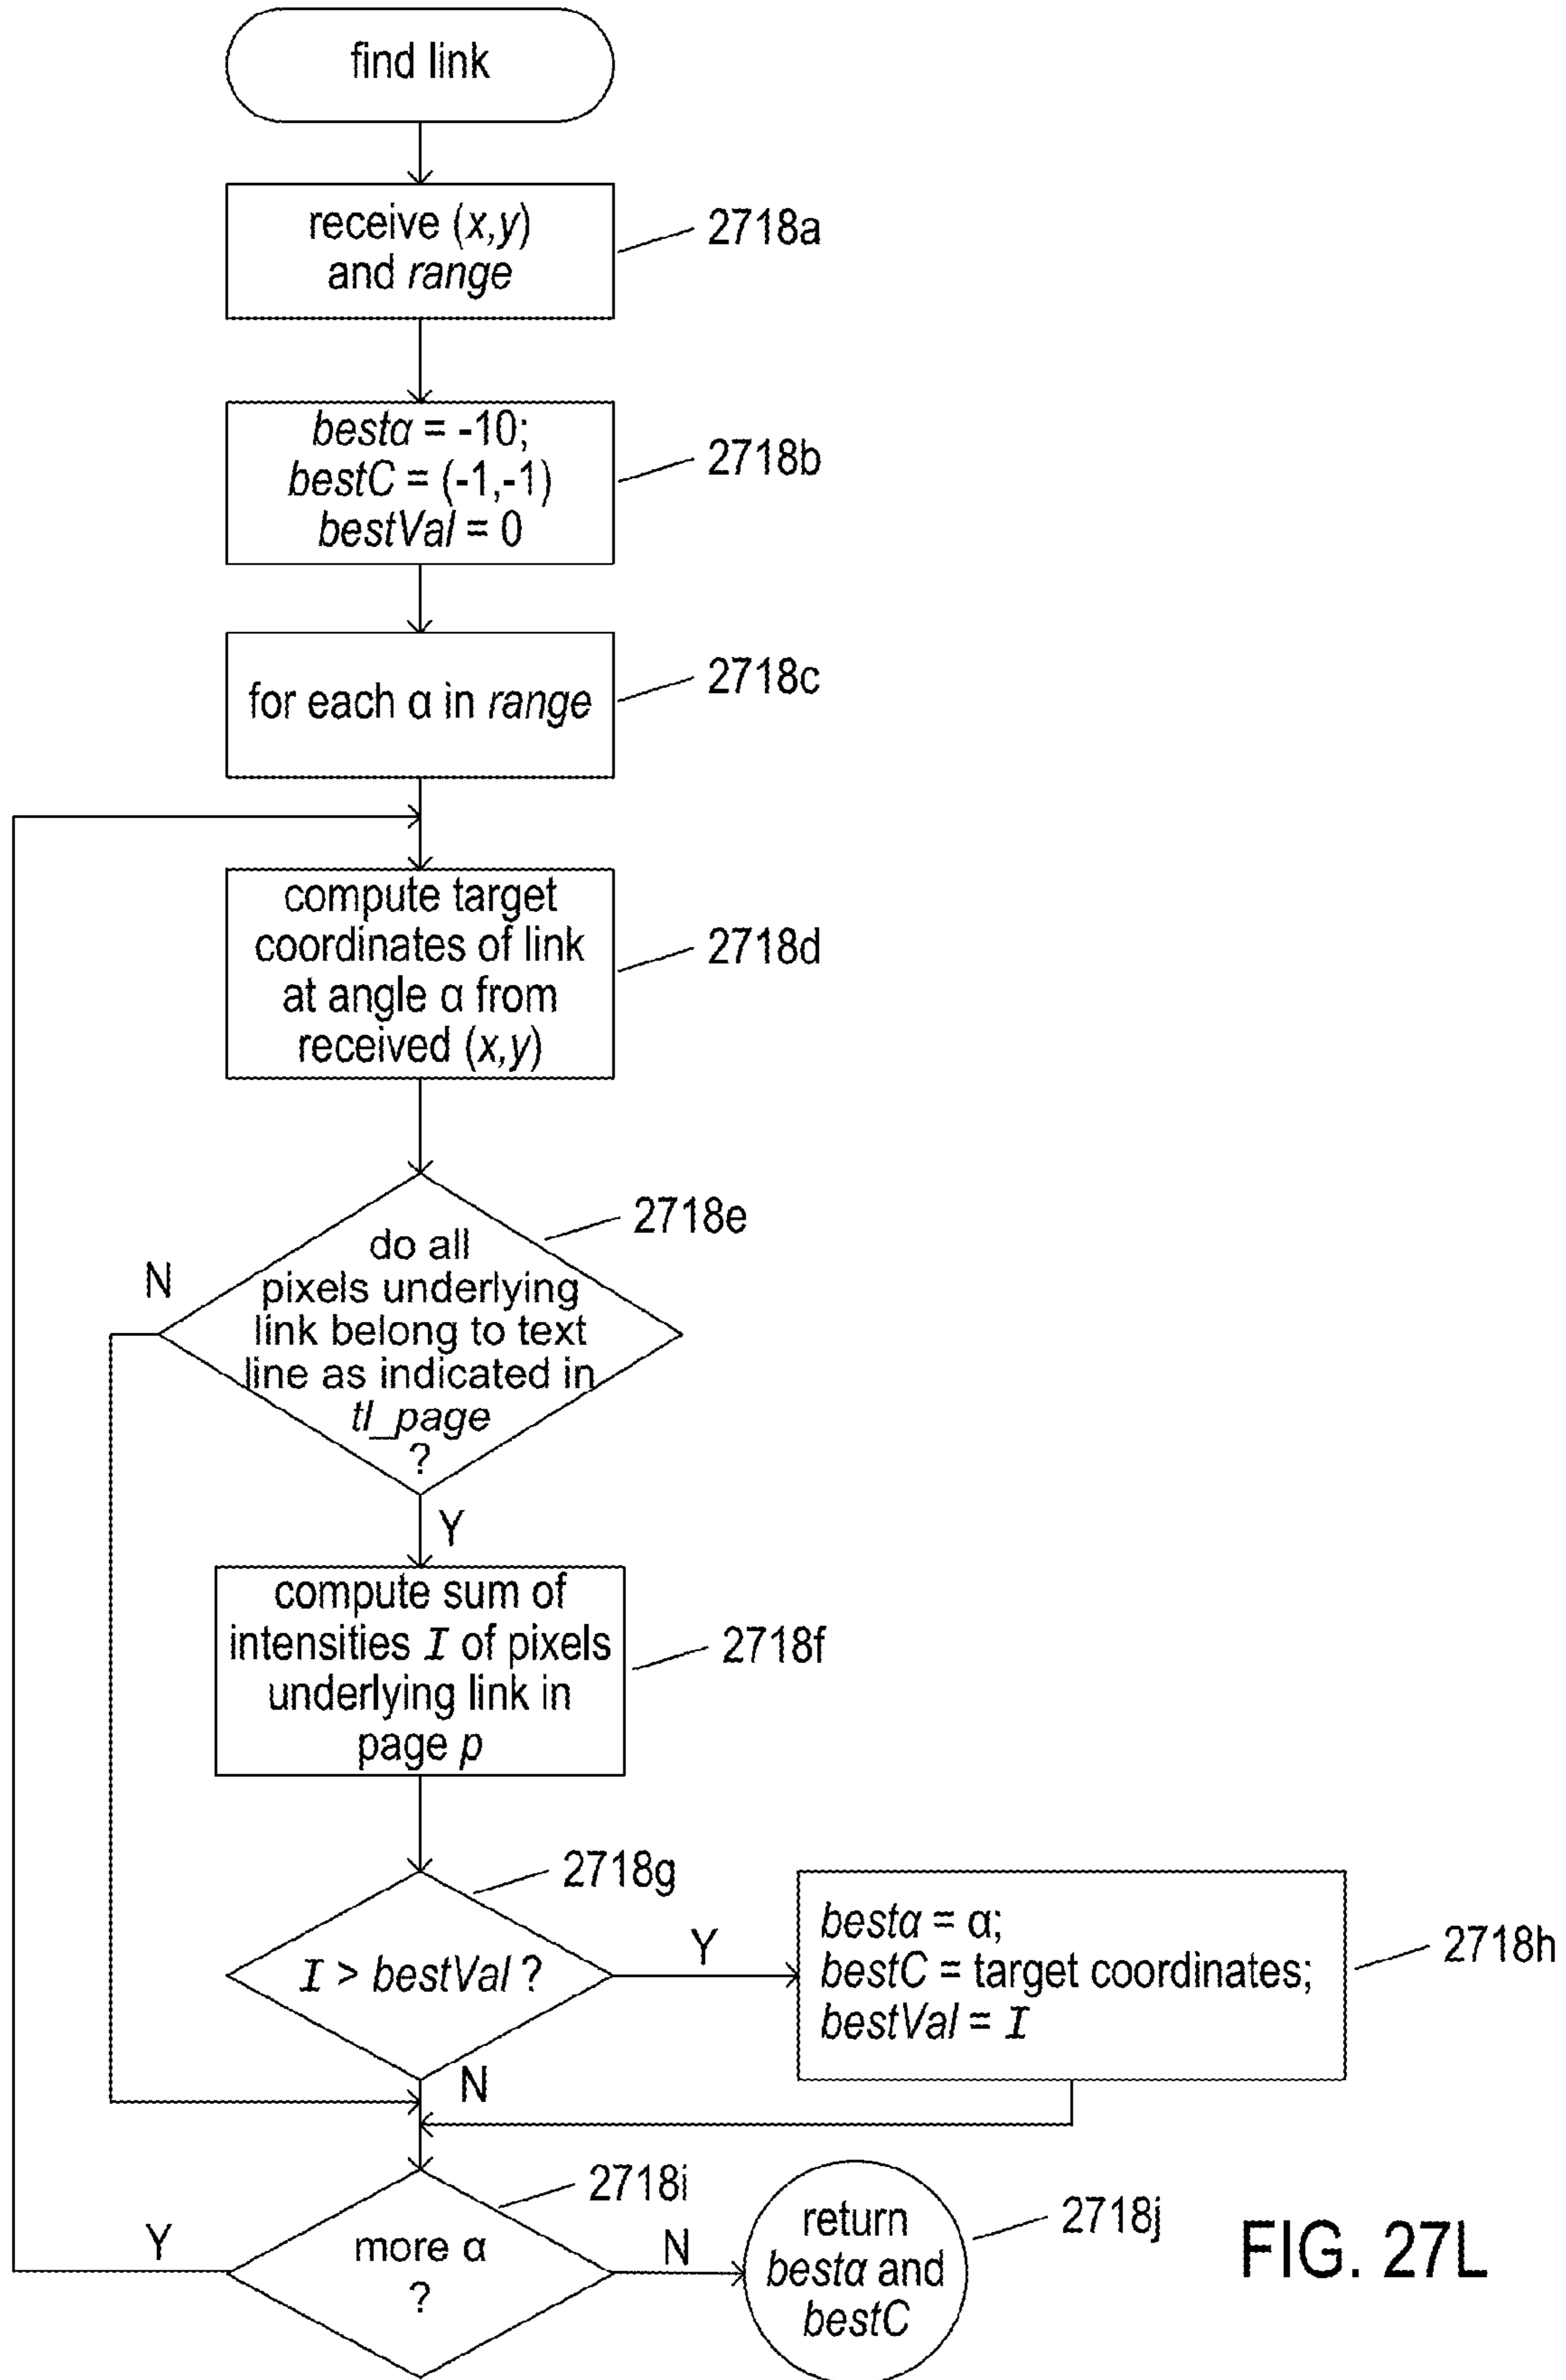 find link
receive (x,y)
and range
2718a
bestα = -10;
bestC = (-1,-1)
bestVal = 0
2718b
for each α in range
2718c
compute target
coordinates of link
at angle α from
received (x,y)
2718d
do all
pixels underlying
link belong to text
line as indicated in
tl_page
?
2718e
N
Y
compute sum of
intensities I of pixels
underlying link in
page p
2718f
I > bestVal ?
2718g
Y
N
bestα = α;
bestC = target coordinates;
bestVal = I
2718h
more α
?
2718i
Y
N
return
bestα and
bestC
2718j
FIG. 27L